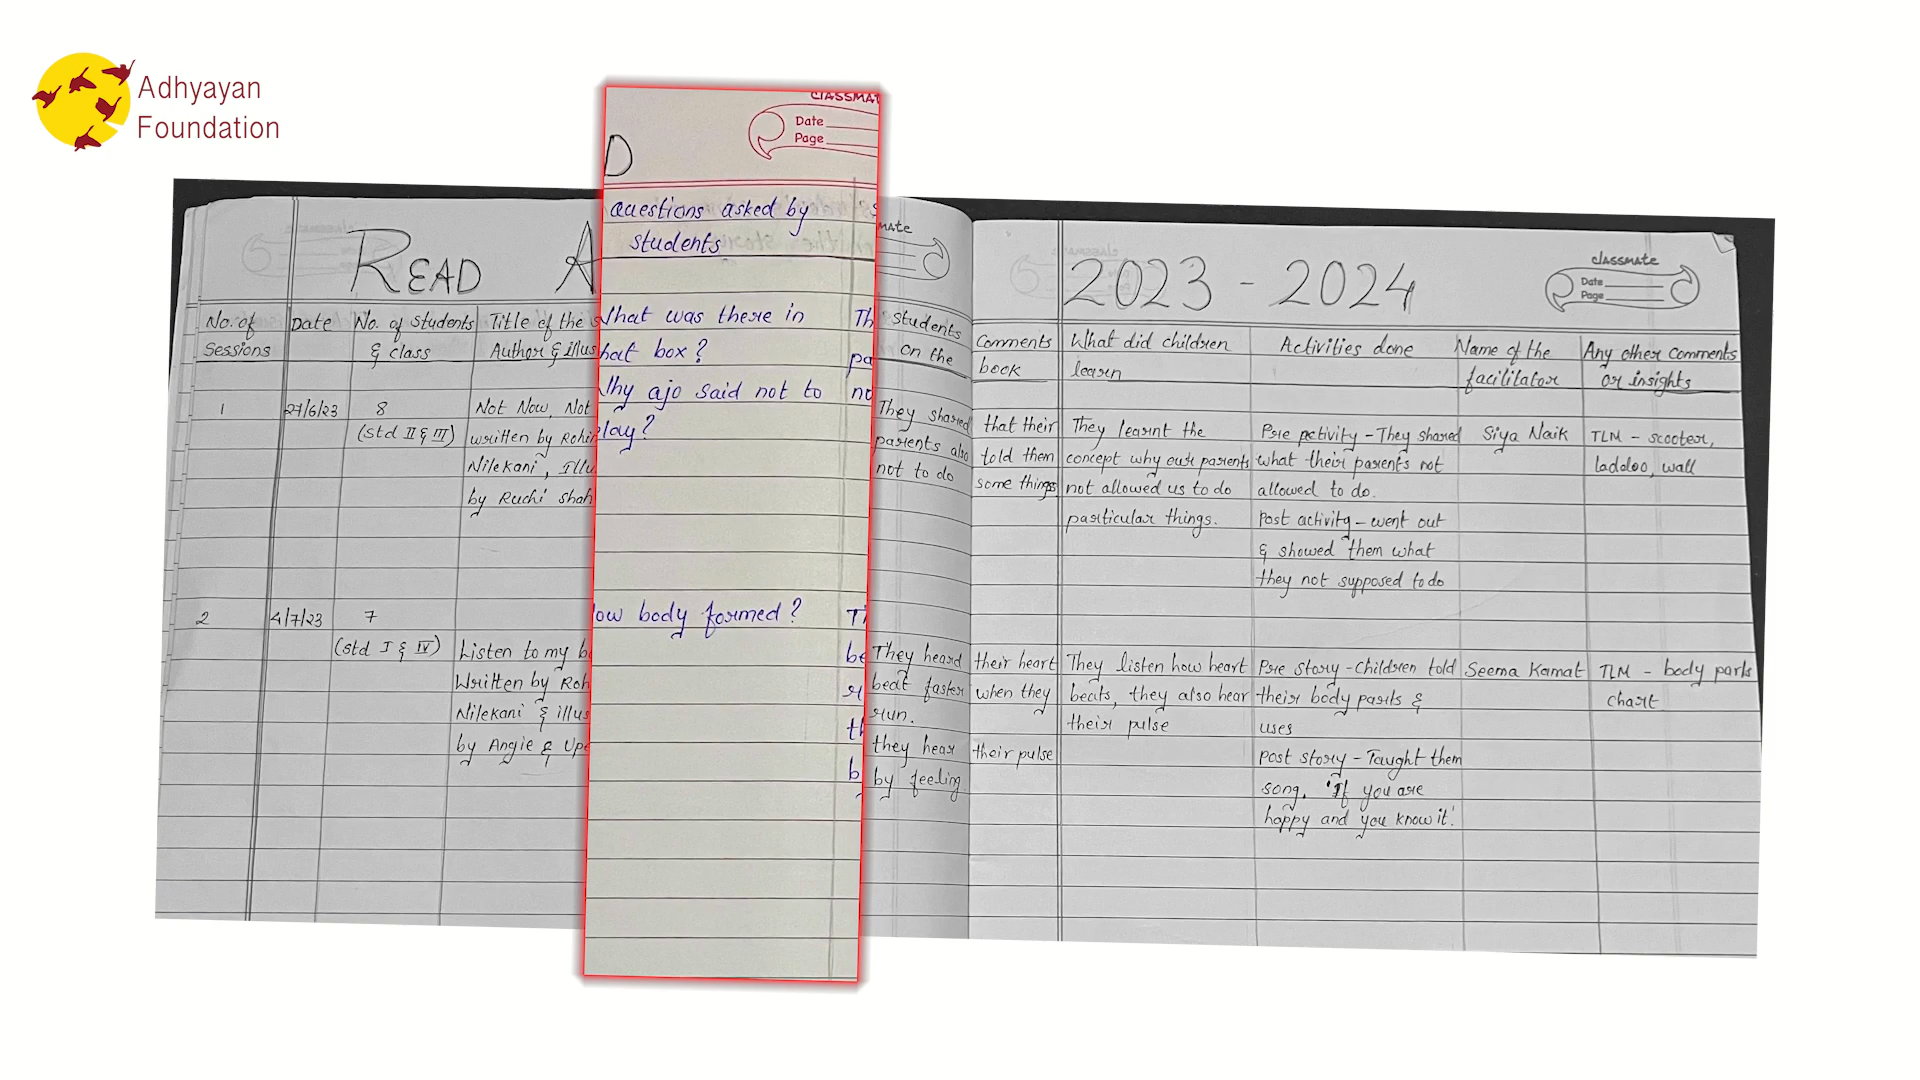 Adhyayan
Foundation
READ A
D
classmate
Date
Page
2023 - 2024
classmate
Date
Page
No. of
Sessions
Date
No. of students
& class
Title of the s
Author & illus
Questions asked by
students
students
on the
Comments
book
What did children
learn
Activities done
Name of the
facilitator
Any other comments
or insights
1
27/6/23
8
(std II & III)
Not Now, Not
written by Rohin
Nilekani, Illu
by Ruchi Shah
What was there in
hat box?
Why ajo said not to
lay?
They shared
parents also
not to do
that their
told them
some things
They learnt the
concept why our parents
not allowed us to do
particular things.
Pre activity - They shared
what their parents not
allowed to do.
Post activity - went out
& showed them what
they not supposed to do
Siya Naik
TLM - scooter,
laddoo, wall
2
4/7/23
7
(std I & IV)
Listen to my b
Written by Roh
Nilekani & illus
by Angie & Upe
ow body formed?
They heard
beat faster
run.
they hear
by feeling
their heart
when they
their pulse
They listen how heart
beats, they also hear
their pulse
Pre story - Children told
their body parts &
uses
Post story - Taught them
song, 'If you are
happy and you know it'.
Seema Kamat
TLM - body parts
chart